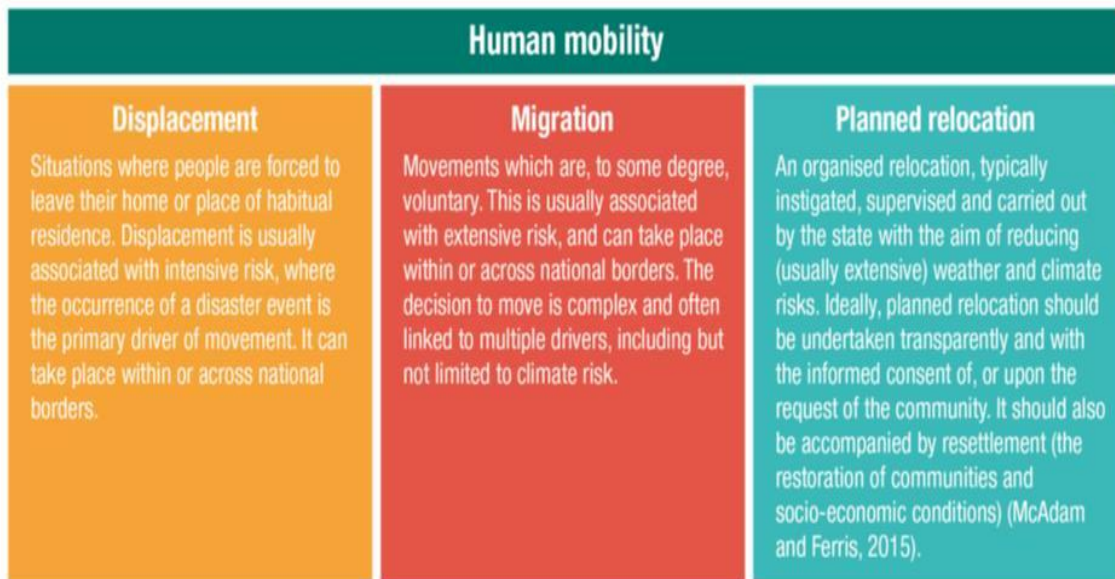 Human mobility
Displacement
Situations where people are forced to
leave their home or place of habitual
residence. Displacement is usually
associated with intensive risk, where
the occurrence of a disaster event is
the primary driver of movement. It can
take place within or across national
borders.
Migration
Movements which are, to some degree,
voluntary. This is usually associated
with extensive risk, and can take place
within or across national borders. The
decision to move is complex and often
linked to multiple drivers, including but
not limited to climate risk.
Planned relocation
An organised relocation, typically
instigated, supervised and carried out
by the state with the aim of reducing
(usually extensive) weather and climate
risks. Ideally, planned relocation should
be undertaken transparently and with
the informed consent of, or upon the
request of the community. It should also
be accompanied by resettlement (the
restoration of communities and
socio-economic conditions) (McAdam
and Ferris, 2015).